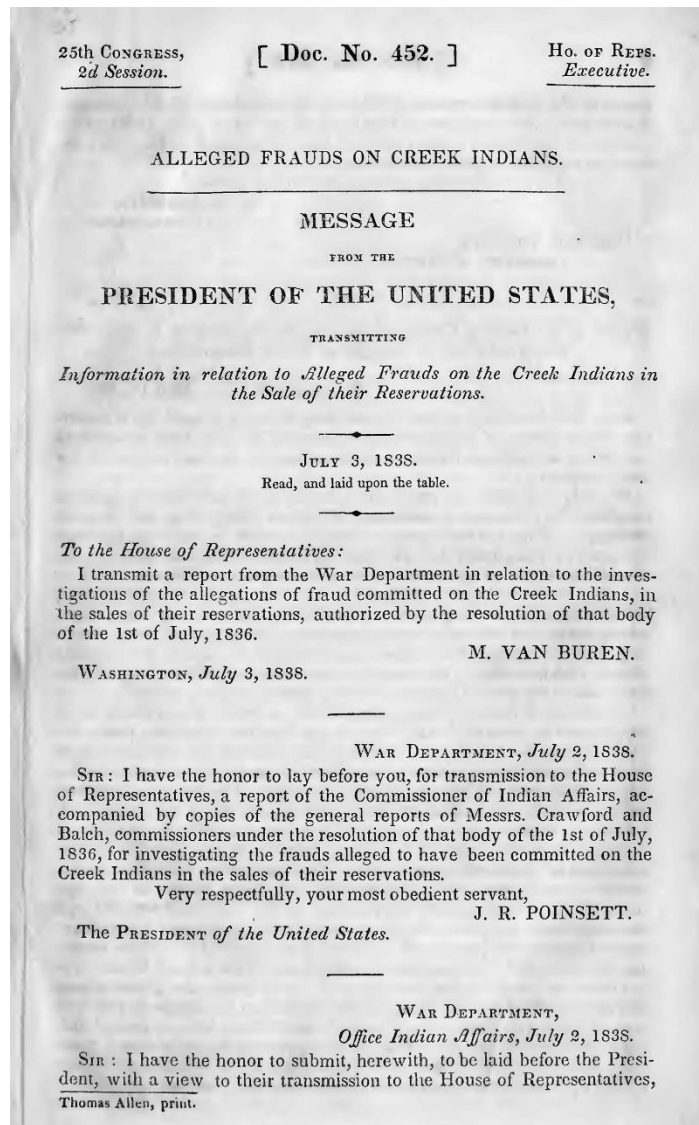 25th CONGRESS,
2d Session.
[ Doc. No. 452. ]
Ho. OF REPS.
Executive.
ALLEGED FRAUDS ON CREEK INDIANS.
MESSAGE
FROM THE
PRESIDENT OF THE UNITED STATES,
TRANSMITTING
Information in relation to Alleged Frauds on the Creek Indians in
the Sale of their Reservations.
JULY 3, 1838.
Read, and laid upon the table.
To the House of Representatives:
I transmit a report from the War Department in relation to the inves-
tigations of the allegations of fraud committed on the Creek Indians, in
the sales of their reservations, authorized by the resolution of that body
of the 1st of July, 1836.
M. VAN BUREN.
WASHINGTON, July 3, 1838.
WAR DEPARTMENT, July 2, 1838.
SIR: I have the honor to lay before you, for transmission to the House
of Representatives, a report of the Commissioner of Indian Affairs, ac-
companied by copies of the general reports of Messrs. Crawford and
Balch, commissioners under the resolution of that body of the 1st of July,
1836, for investigating the frauds alleged to have been committed on the
Creek Indians in the sales of their reservations.
Very respectfully, your most obedient servant,
J. R. POINSETT.
The PRESIDENT of the United States.
WAR DEPARTMENT,
Office Indian Affairs, July 2, 1838.
SIR : I have the honor to submit, herewith, to be laid before the Presi-
dent, with a view to their transmission to the House of Representatives,
Thomas Allen, print.